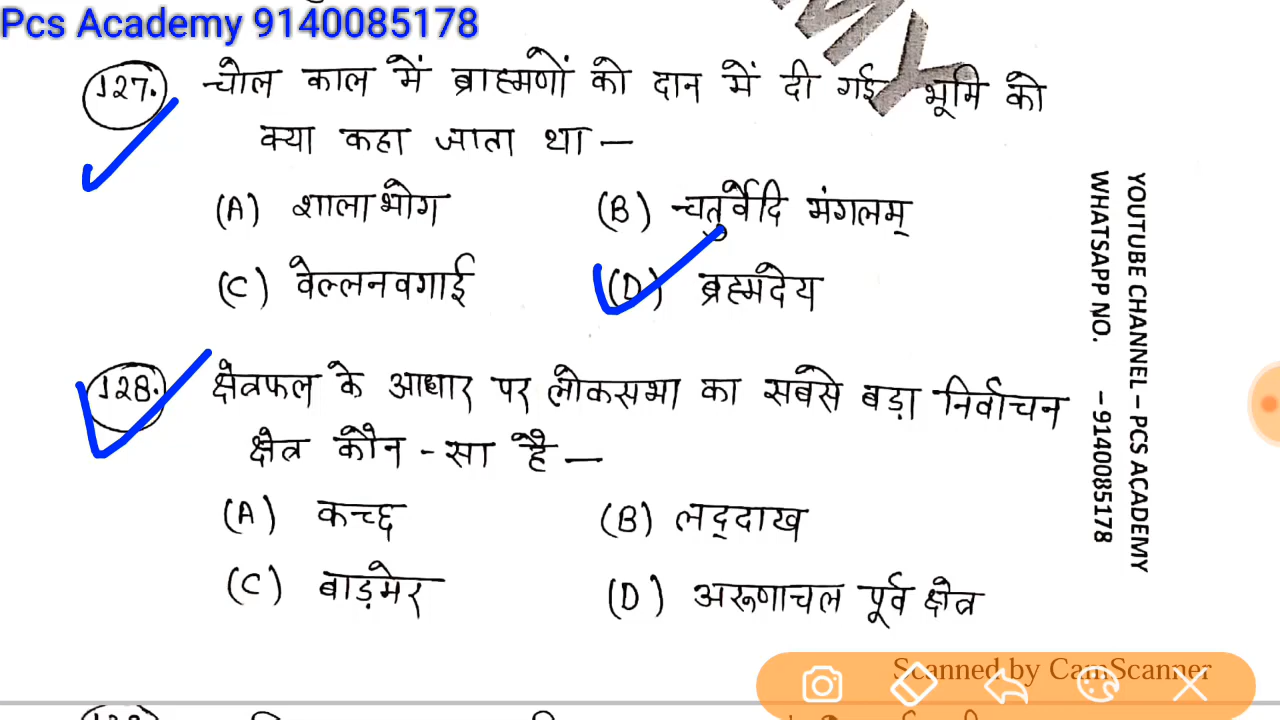 Pcs Academy 9140085178
127. चोल काल में ब्राह्मणों को दान में दी गई भूमि को
क्या कहा जाता था —
(A) शालाभोग (B) चतुर्वेदि मंगलम्
(C) वेल्लनवगाई (D) ब्रह्मदेय
128. क्षेत्रफल के आधार पर लोकसभा का सबसे बड़ा निर्वाचन
क्षेत्र कौन - सा है —
(A) कच्छ (B) लद्दाख
(C) बाड़मेर (D) अरूणाचल पूर्व क्षेत्र
YOUTUBE CHANNEL – PCS ACADEMY
WHATSAPP NO. – 9140085178
Scanned by CamScanner